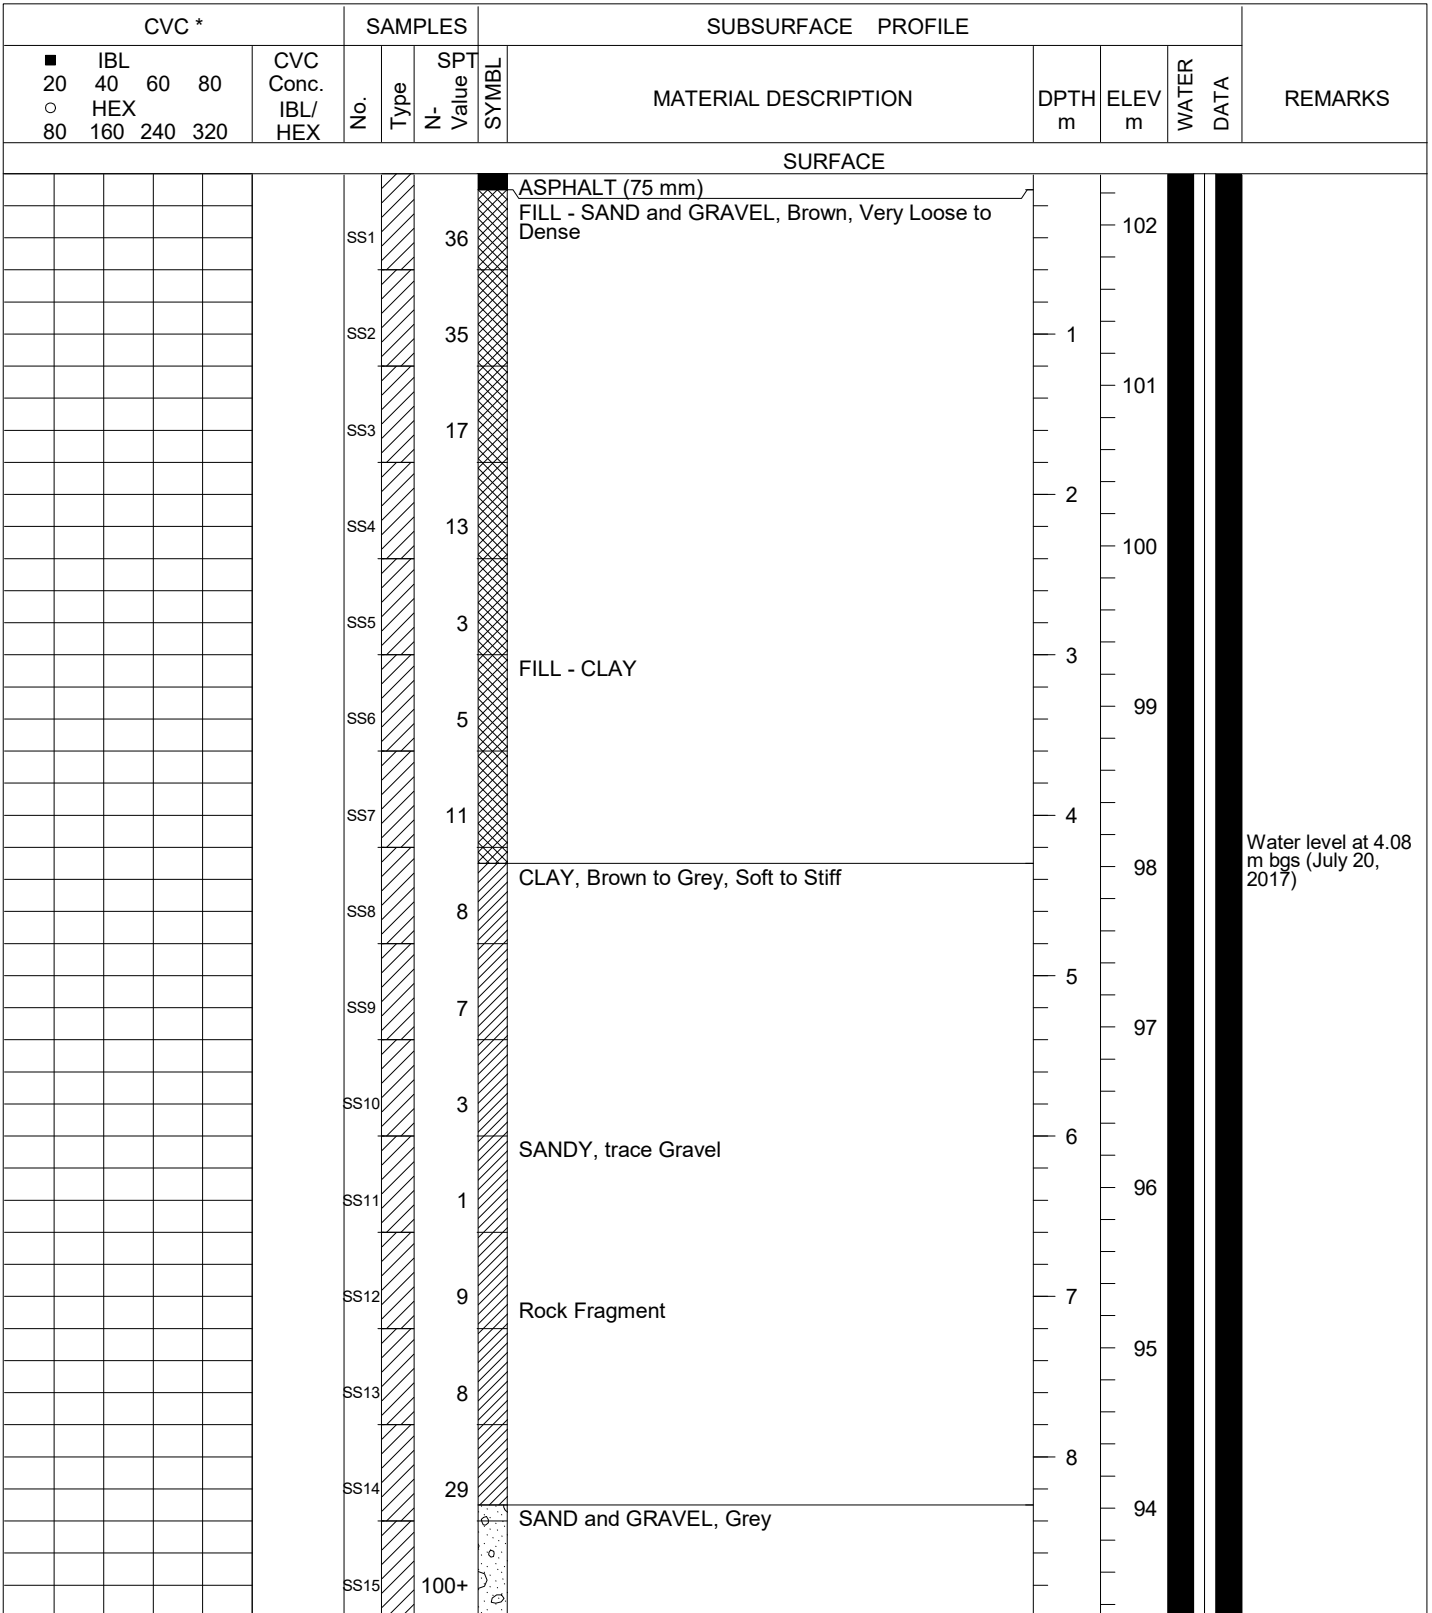 CVC *
SAMPLES
SUBSURFACE PROFILE
■ IBL
20 40 60 80
○ HEX
80 160 240 320
CVC
Conc.
IBL/
HEX
No.
Type
SPT
N-
Value
SYMBL
MATERIAL DESCRIPTION
DPTH
m
ELEV
m
WATER
DATA
REMARKS
SURFACE
ASPHALT (75 mm)
FILL - SAND and GRAVEL, Brown, Very Loose to
Dense
102
SS1 36
SS2 35
1
101
SS3 17
2
SS4 13
100
SS5 3
3
FILL - CLAY
99
SS6 5
SS7 11
4
Water level at 4.08
m bgs (July 20,
2017)
98
CLAY, Brown to Grey, Soft to Stiff
SS8 8
5
SS9 7
97
SS10 3
6
SANDY, trace Gravel
96
SS11 1
SS12 9
7
Rock Fragment
95
SS13 8
8
SS14 29
94
SAND and GRAVEL, Grey
SS15 100+